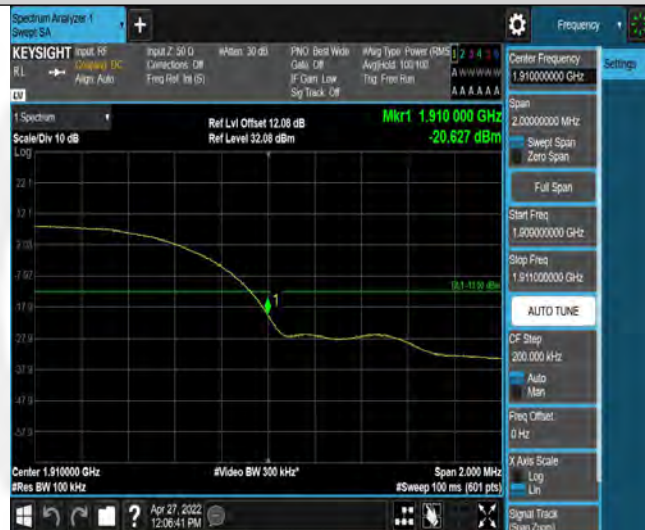 Spectrum Analyzer 1
Swept SA
Frequency
KEYSIGHT Input: RF
Coupling: DC
Align: Auto
Input Z: 50 Ω
Corrections: Off
Freq Ref: Int (S)
#Atten: 30 dB
PNO: Best Wide
Gate: Off
IF Gain: Low
Sig Track: Off
#Avg Type: Power (RMS
Avg|Hold: 100/100
Trig: Free Run
1 2 3 4 5 6
A W W W W W
A A A A A A
RL
LVI
Center Frequency
1.910000000 GHz
Settings
Span
2.00000000 MHz
Swept Span
Zero Span
Full Span
Start Freq
1.909000000 GHz
Stop Freq
1.911000000 GHz
AUTO TUNE
CF Step
200.000 kHz
Auto
Man
Freq Offset
0 Hz
X Axis Scale
Log
Lin
Signal Track
(Span Zoom)
1 Spectrum
Scale/Div 10 dB
Log
Ref Lvl Offset 12.08 dB
Ref Level 32.08 dBm
Mkr1 1.910 000 GHz
-20.627 dBm
22.1
12.1
2.08
-7.92
-17.9
-27.9
-37.9
-47.9
-57.9
1
Center 1.910000 GHz
#Res BW 100 kHz
#Video BW 300 kHz*
Span 2.000 MHz
#Sweep 100 ms (601 pts)
?
Apr 27, 2022
12:06:41 PM